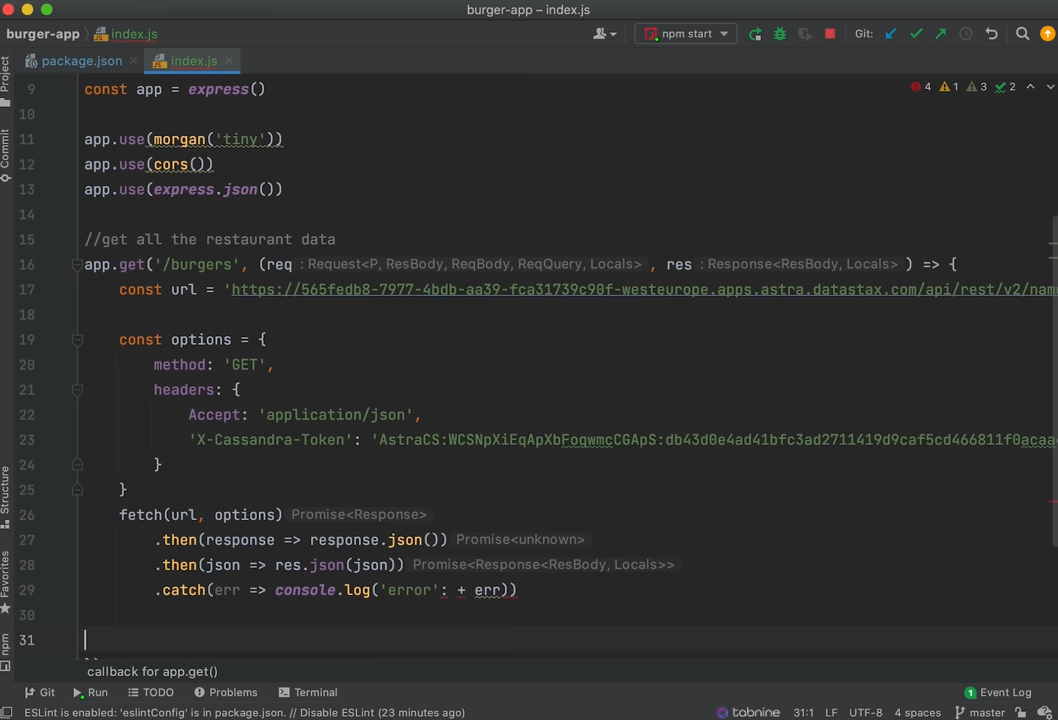 burger-app – index.js
burger-app index.js npm start Git:
package.json index.js
Project
Commit
Structure
Favorites
npm
4 1 3 2
9 const app = express()
10
11 app.use(morgan('tiny'))
12 app.use(cors())
13 app.use(express.json())
14
15 //get all the restaurant data
16 app.get('/burgers', (req : Request<P, ResBody, ReqBody, ReqQuery, Locals> , res : Response<ResBody, Locals> ) => {
17 const url = 'https://565fedb8-7977-4bdb-aa39-fca31739c90f-westeurope.apps.astra.datastax.com/api/rest/v2/nam
18
19 const options = {
20 method: 'GET',
21 headers: {
22 Accept: 'application/json',
23 'X-Cassandra-Token': 'AstraCS:WCSNpXiEqApXbFoqwmcCGApS:db43d0e4ad41bfc3ad2711419d9caf5cd466811f0acaa
24 }
25 }
26 fetch(url, options) Promise<Response>
27 .then(response => response.json()) Promise<unknown>
28 .then(json => res.json(json)) Promise<Response<ResBody, Locals>>
29 .catch(err => console.log('error': + err))
30
31
callback for app.get()
Git Run TODO Problems Terminal 1 Event Log
ESLint is enabled: 'eslintConfig' is in package.json. // Disable ESLint (23 minutes ago) tabnine 31:1 LF UTF-8 4 spaces master